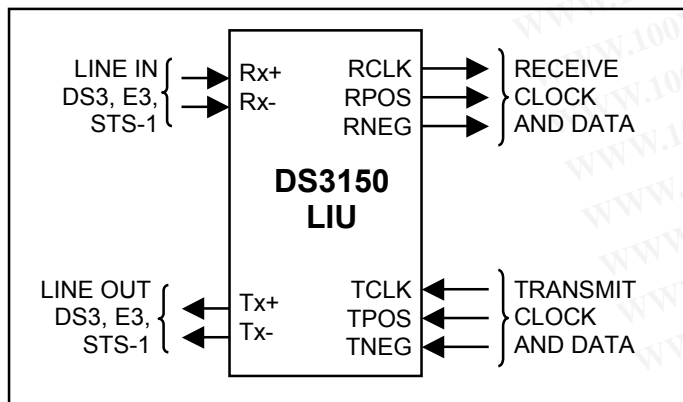 LINE IN
DS3, E3,
STS-1
Rx+
Rx-
RCLK
RPOS
RNEG
RECEIVE
CLOCK
AND DATA
DS3150
LIU
LINE OUT
DS3, E3,
STS-1
Tx+
Tx-
TCLK
TPOS
TNEG
TRANSMIT
CLOCK
AND DATA